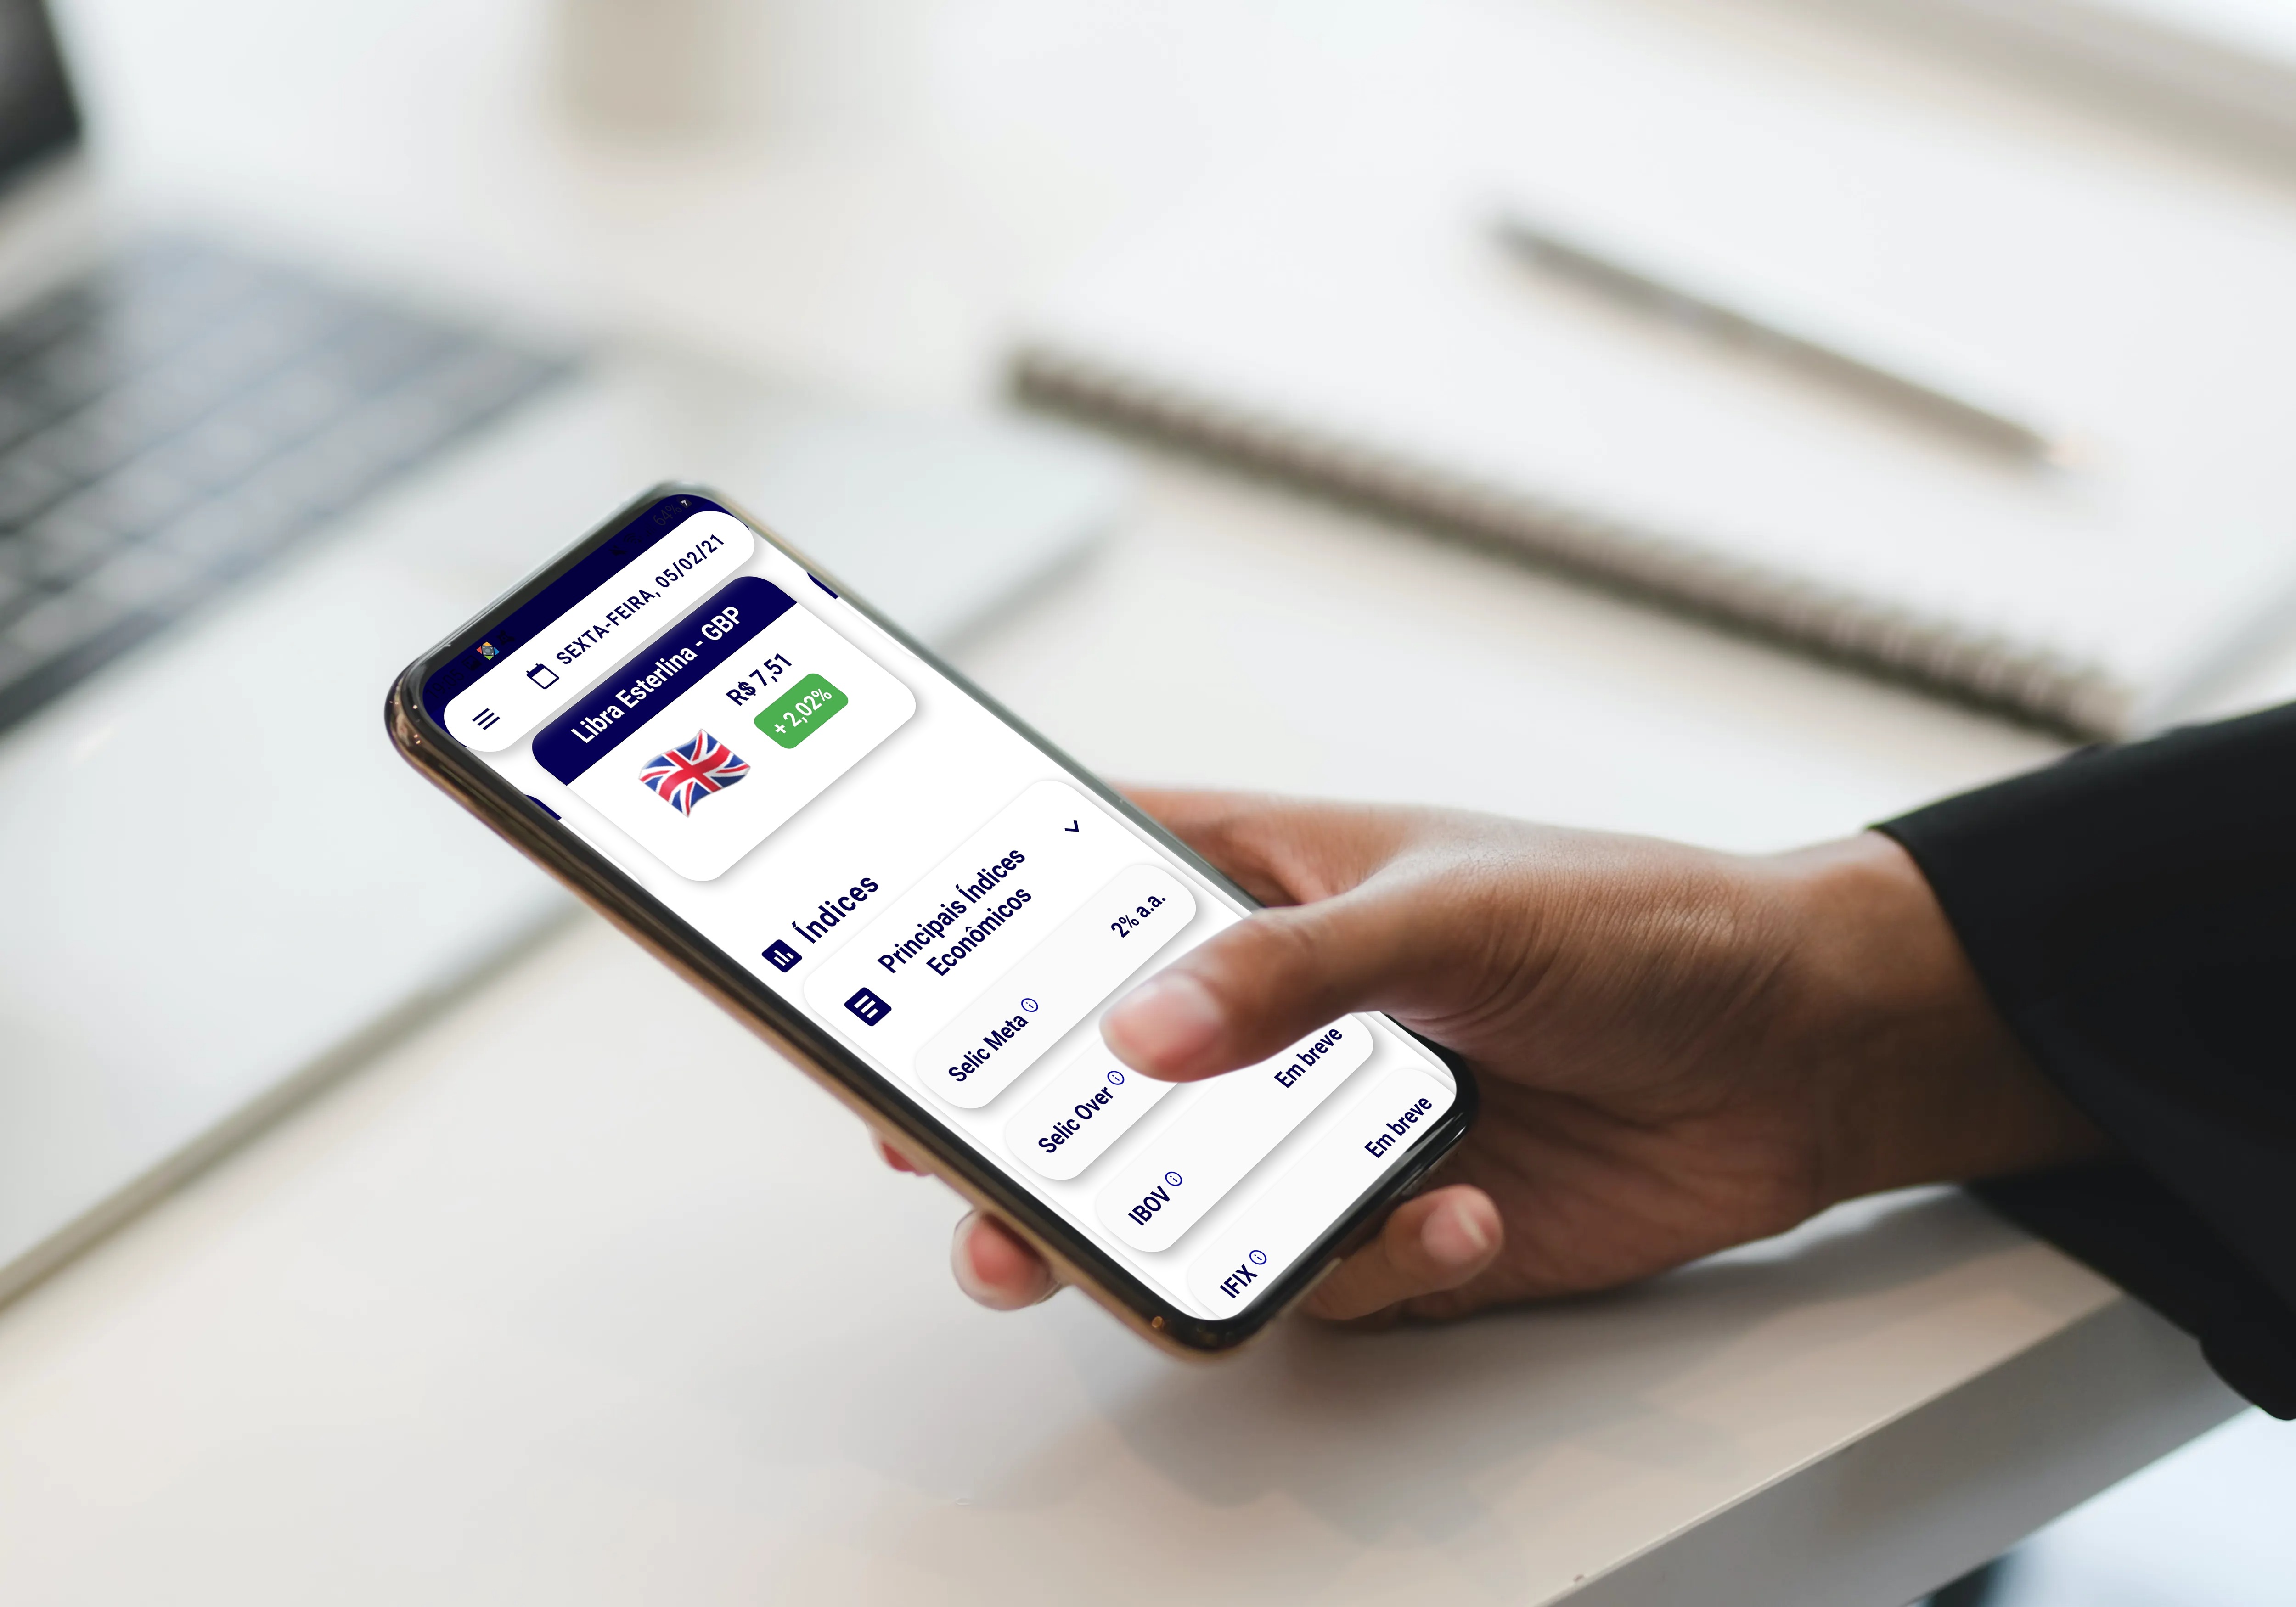 64%
SEXTA-FEIRA, 05/02/21
Libra Esterlina - GBP
R$ 7,51
+ 2,02%
Índices
Principais Índices
Econômicos
Selic Meta
2% a.a.
Selic Over
IBOV
Em breve
IFIX
Em breve